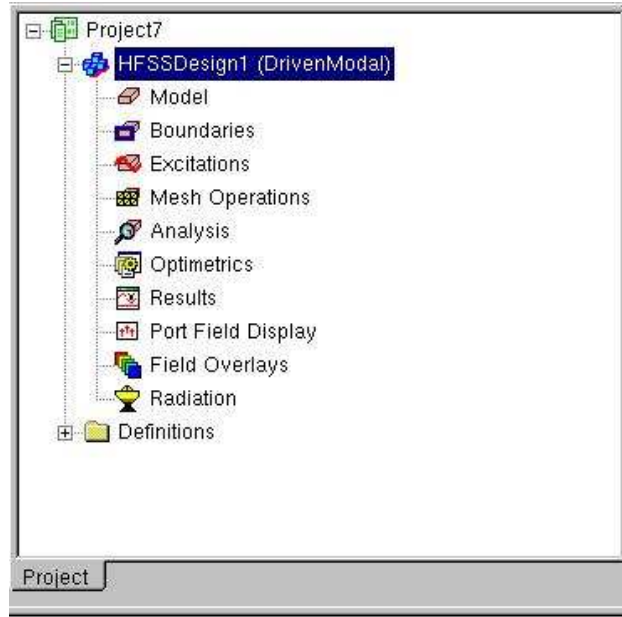 Project7
HFSSDesign1 (DrivenModal)
Model
Boundaries
Excitations
Mesh Operations
Analysis
Optimetrics
Results
Port Field Display
Field Overlays
Radiation
Definitions
Project